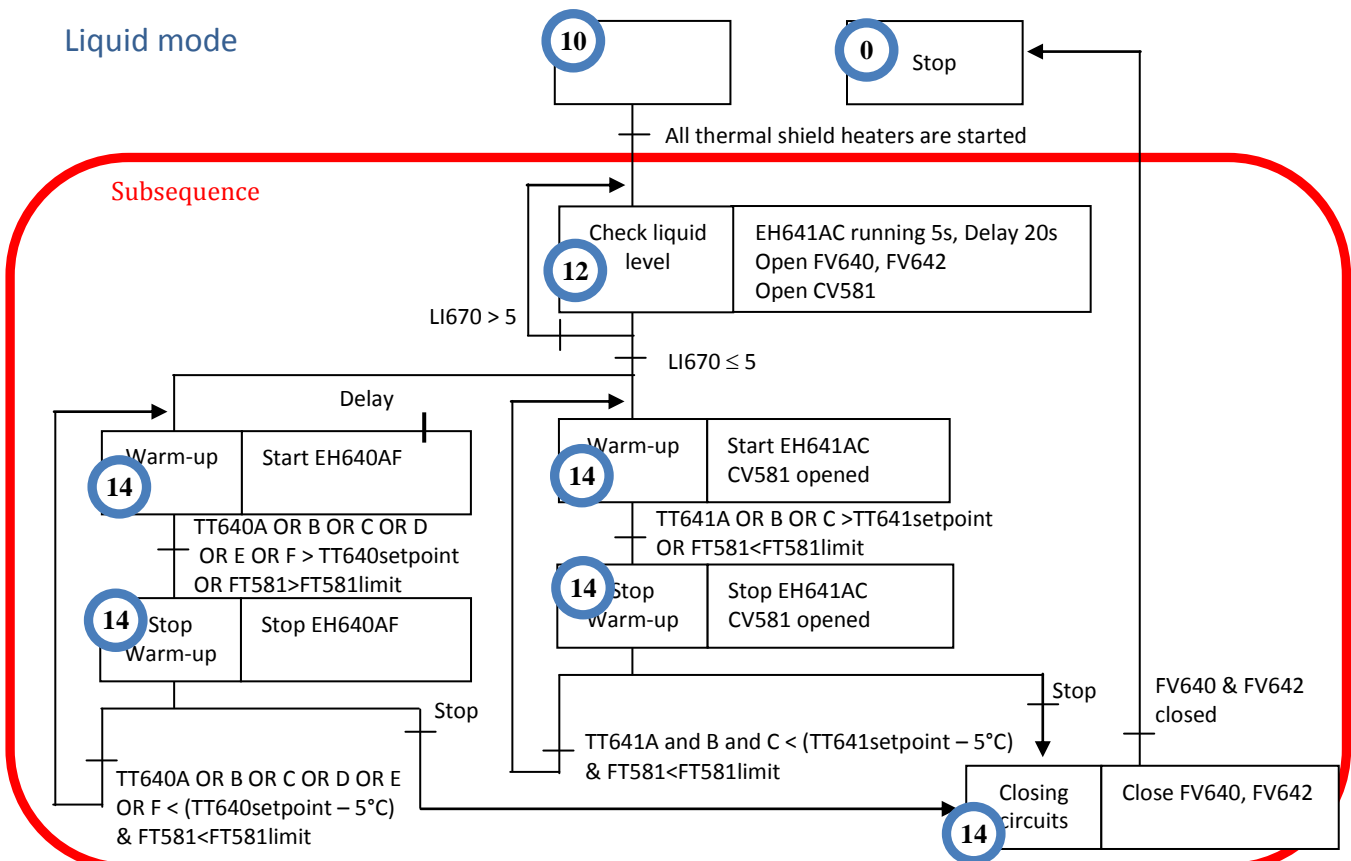 Liquid mode
10
0
Stop
All thermal shield heaters are started
Subsequence
Check liquid
level
12
EH641AC running 5s, Delay 20s
Open FV640, FV642
Open CV581
LI670 > 5
LI670 ≤ 5
Delay
Warm-up
14
Start EH640AF
Warm-up
14
Start EH641AC
CV581 opened
TT640A OR B OR C OR D
OR E OR F > TT640setpoint
OR FT581>FT581limit
TT641A OR B OR C >TT641setpoint
OR FT581<FT581limit
14
Stop
Warm-up
Stop EH640AF
14
Stop
Warm-up
Stop EH641AC
CV581 opened
Stop
Stop
FV640 & FV642
closed
TT640A OR B OR C OR D OR E
OR F < (TT640setpoint – 5°C)
& FT581<FT581limit
TT641A and B and C < (TT641setpoint – 5°C)
& FT581<FT581limit
Closing
circuits
14
Close FV640, FV642